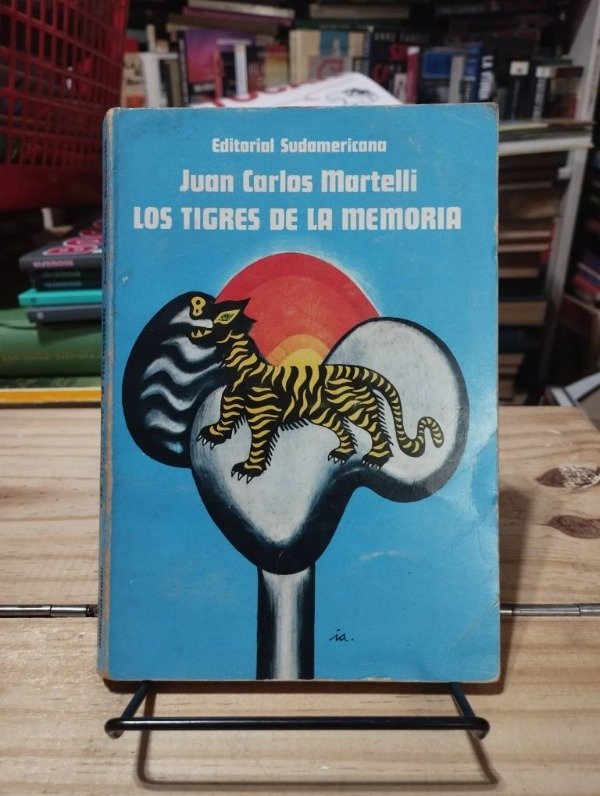 Editorial Sudamericana
Juan Carlos Martelli
LOS TIGRES DE LA MEMORIA
ia.